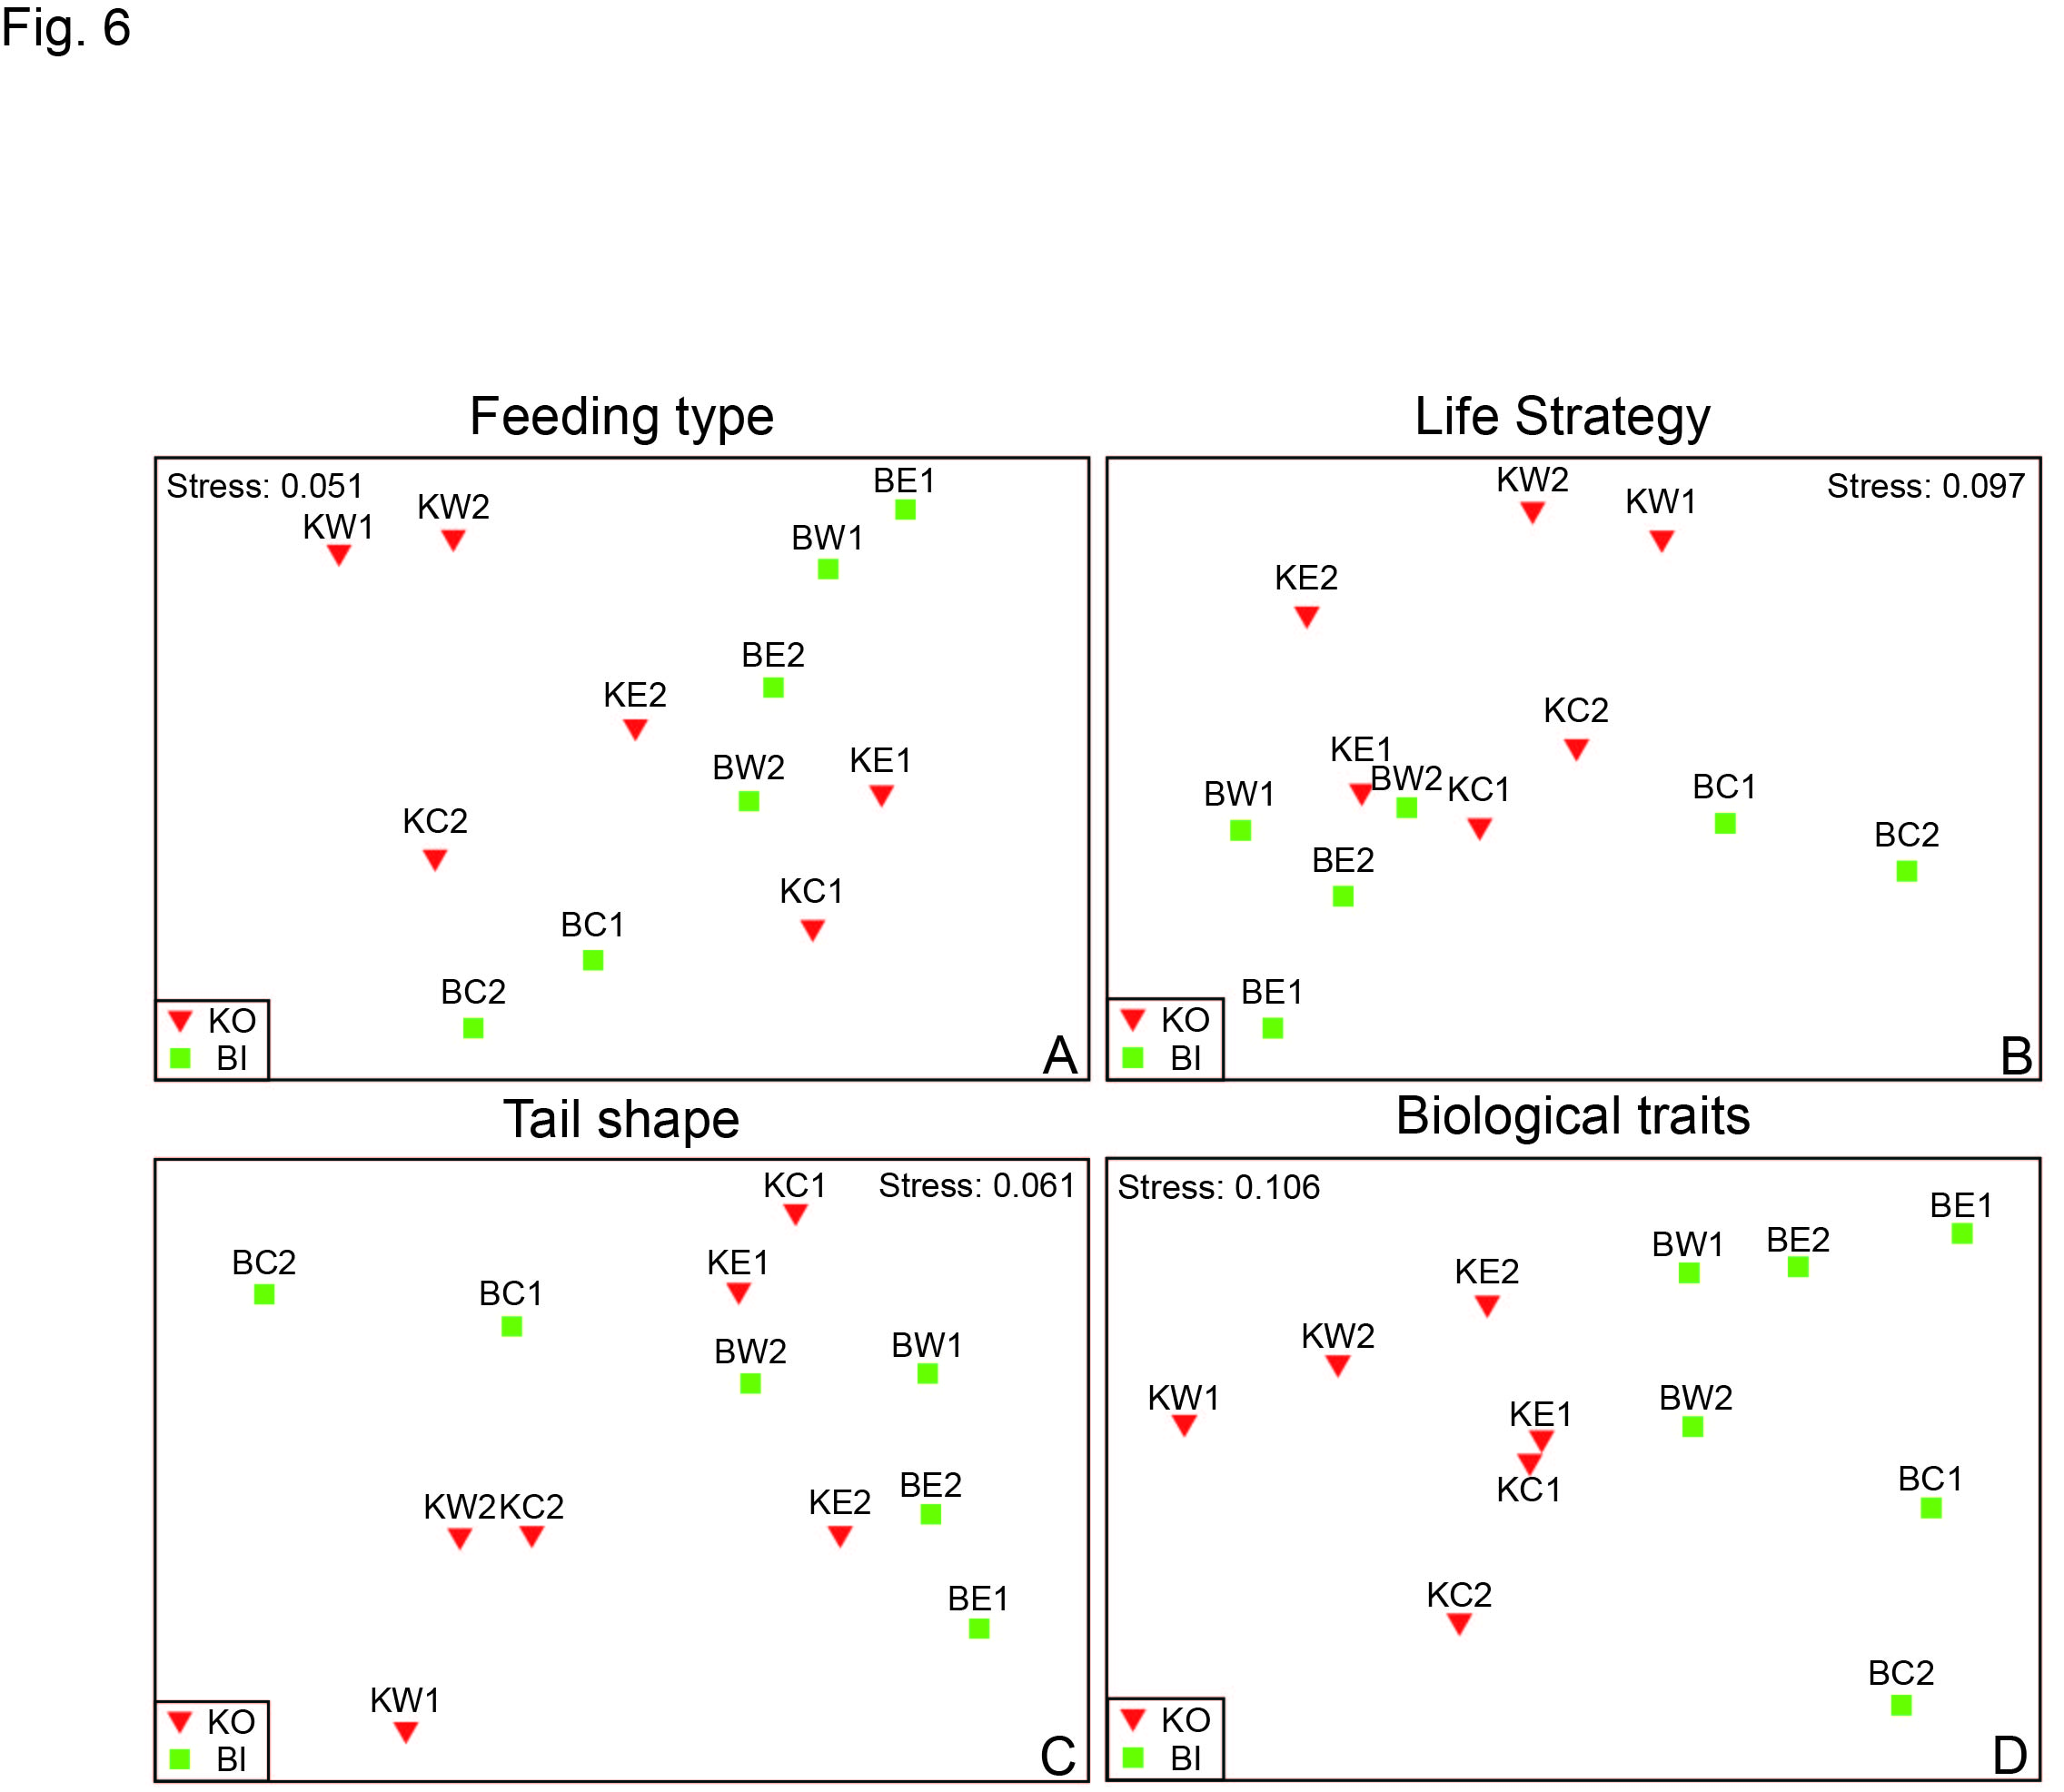 Fig. 6
Feeding type
Stress: 0.051
KW1
KW2
BE1
BW1
BE2
KE2
BW2
KE1
KC2
KC1
BC1
BC2
KO
BI
A
Life Strategy
Stress: 0.097
KW2
KW1
KE2
KC2
KE1
BW2
KC1
BW1
BC1
BC2
BE2
BE1
KO
BI
B
Tail shape
Stress: 0.061
KC1
KE1
BC2
BC1
BW2
BW1
KW2
KC2
KE2
BE2
BE1
KW1
KO
BI
C
Biological traits
Stress: 0.106
BE1
BW1
BE2
KE2
KW2
KW1
KE1
BW2
KC1
BC1
KC2
BC2
KO
BI
D